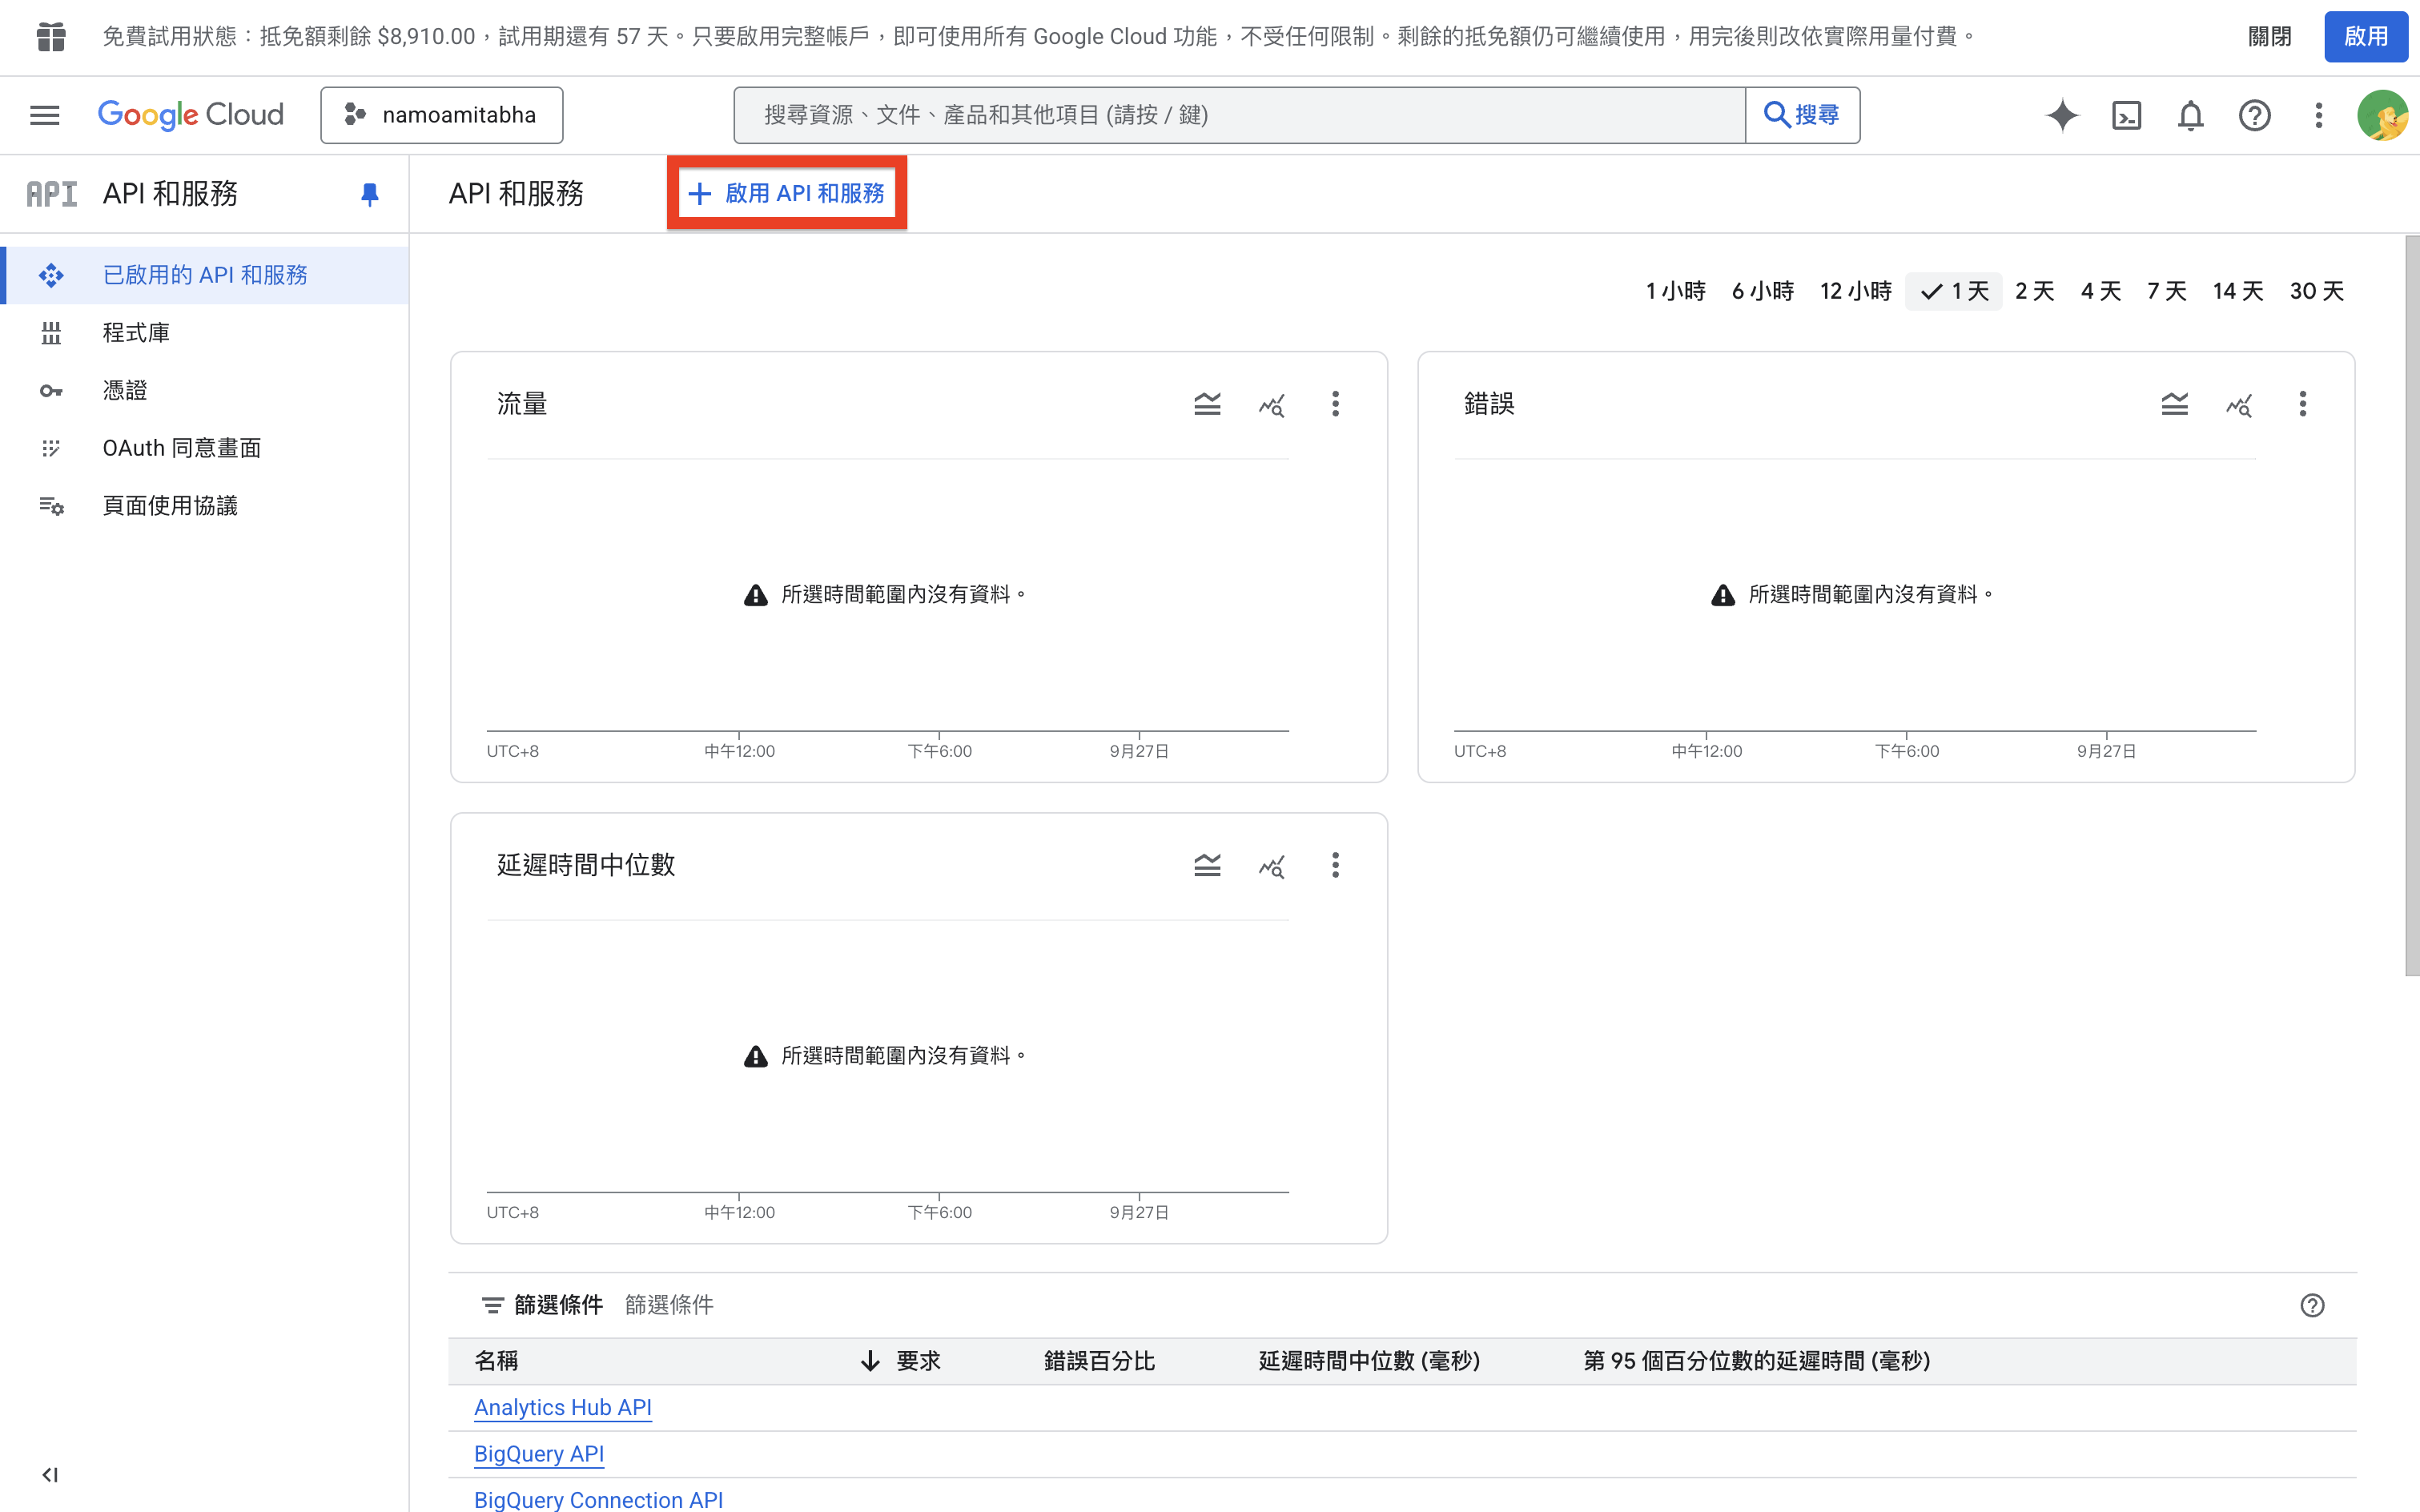 免費試用狀態：抵免額剩餘 $8,910.00，試用期還有 57 天。只要啟用完整帳戶，即可使用所有 Google Cloud 功能，不受任何限制。剩餘的抵免額仍可繼續使用，用完後則改依實際用量付費。
關閉
啟用
Google Cloud
namoamitabha
搜尋資源、文件、產品和其他項目 (請按 / 鍵)
搜尋
API
API 和服務
API 和服務
啟用 API 和服務
已啟用的 API 和服務
程式庫
憑證
OAuth 同意畫面
頁面使用協議
1 小時 6 小時 12 小時 1 天 2 天 4 天 7 天 14 天 30 天
流量
所選時間範圍內沒有資料。
UTC+8 中午12:00 下午6:00 9月27日
錯誤
所選時間範圍內沒有資料。
UTC+8 中午12:00 下午6:00 9月27日
延遲時間中位數
所選時間範圍內沒有資料。
UTC+8 中午12:00 下午6:00 9月27日
篩選條件 篩選條件
名稱 要求 錯誤百分比 延遲時間中位數 (毫秒) 第 95 個百分位數的延遲時間 (毫秒)
Analytics Hub API
BigQuery API
BigQuery Connection API